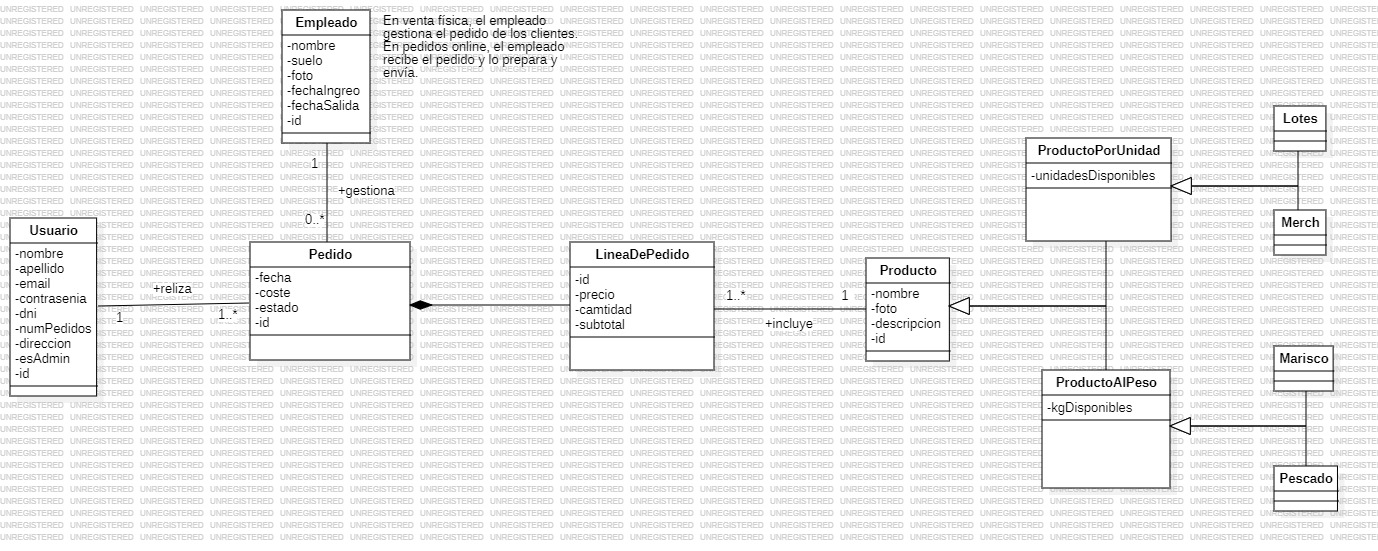 Empleado
-nombre
-suelo
-foto
-fechaIngreo
-fechaSalida
-id
En venta física, el empleado
gestiona el pedido de los clientes.
En pedidos online, el empleado
recibe el pedido y lo prepara y
envía.
1
+gestiona
0..*
Usuario
-nombre
-apellido
-email
-contrasenia
-dni
-numPedidos
-direccion
-esAdmin
-id
+reliza
1
1..*
Pedido
-fecha
-coste
-estado
-id
LineaDePedido
-id
-precio
-camtidad
-subtotal
1..*
1
+incluye
Producto
-nombre
-foto
-descripcion
-id
ProductoPorUnidad
-unidadesDisponibles
Lotes
Merch
ProductoAlPeso
-kgDisponibles
Marisco
Pescado
UNREGISTERED